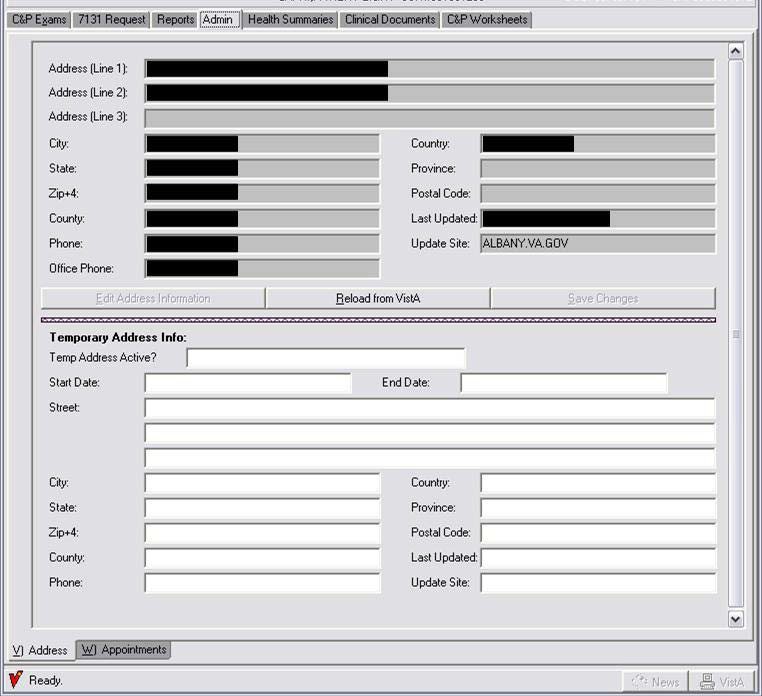 C&P Exams 7131 Request Reports Admin Health Summaries Clinical Documents C&P Worksheets
Address (Line 1):
Address (Line 2):
Address (Line 3):
City: Country:
State: Province:
Zip+4: Postal Code:
County: Last Updated:
Phone: Update Site: ALBANY.VA.GOV
Office Phone:
Edit Address Information Reload from VistA Save Changes
Temporary Address Info:
Temp Address Active?
Start Date: End Date:
Street:
City: Country:
State: Province:
Zip+4: Postal Code:
County: Last Updated:
Phone: Update Site:
V) Address W) Appointments
Ready. News VistA